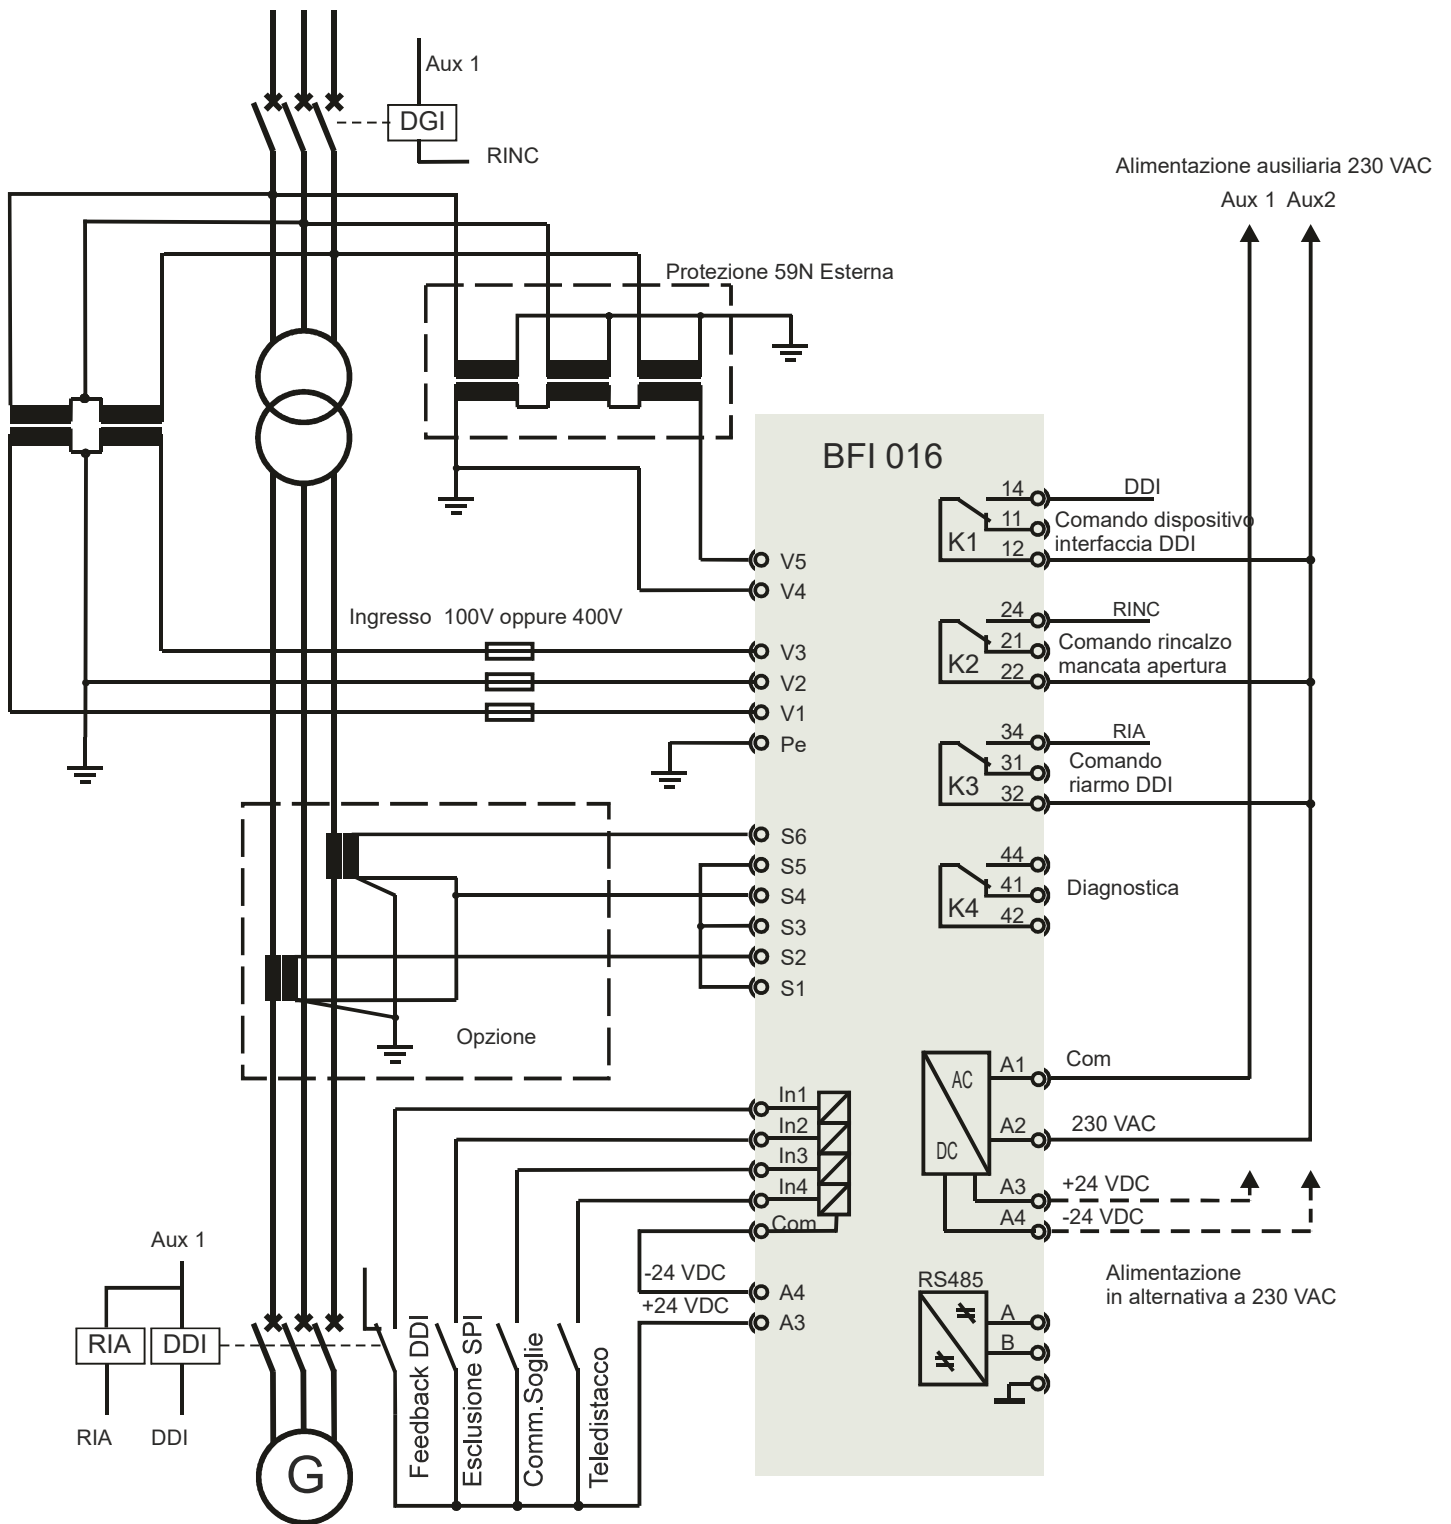 Aux 1
DGI
RINC
Alimentazione ausiliaria 230 VAC
Aux 1 Aux2
Protezione 59N Esterna
BFI 016
14
DDI
11
Comando dispositivo
K1
12
interfaccia DDI
V5
V4
Ingresso 100V oppure 400V
24
RINC
21
Comando rincalzo
K2
22
mancata apertura
V3
V2
V1
Pe
34
RIA
31
Comando
K3
32
riarmo DDI
S6
S5
S4
S3
S2
S1
44
41
Diagnostica
K4
42
Opzione
A1
Com
AC
DC
A2
230 VAC
A3
+24 VDC
A4
-24 VDC
In1
In2
In3
In4
Com
Alimentazione
in alternativa a 230 VAC
-24 VDC
A4
+24 VDC
A3
RS485
A
B
Aux 1
RIA
DDI
RIA
DDI
G
Feedback DDI
Esclusione SPI
Comm.Soglie
Teledistacco